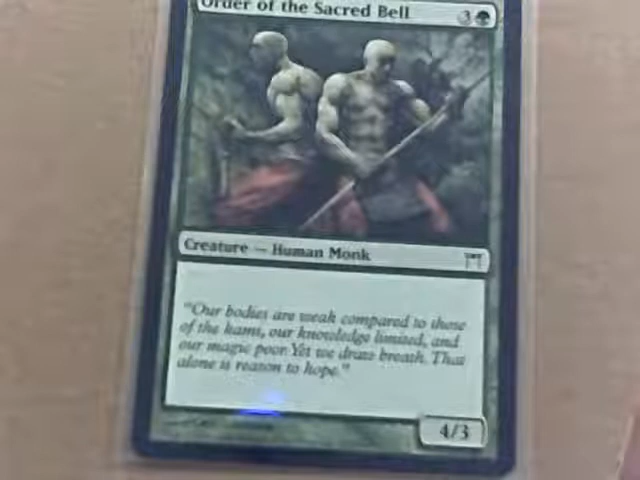 Order of the Sacred Bell 3
Creature — Human Monk
"Our bodies are weak compared to those
of the kami, our knowledge limited, and
our magic poor. Yet we draw breath. That
alone is reason to hope."
4/3